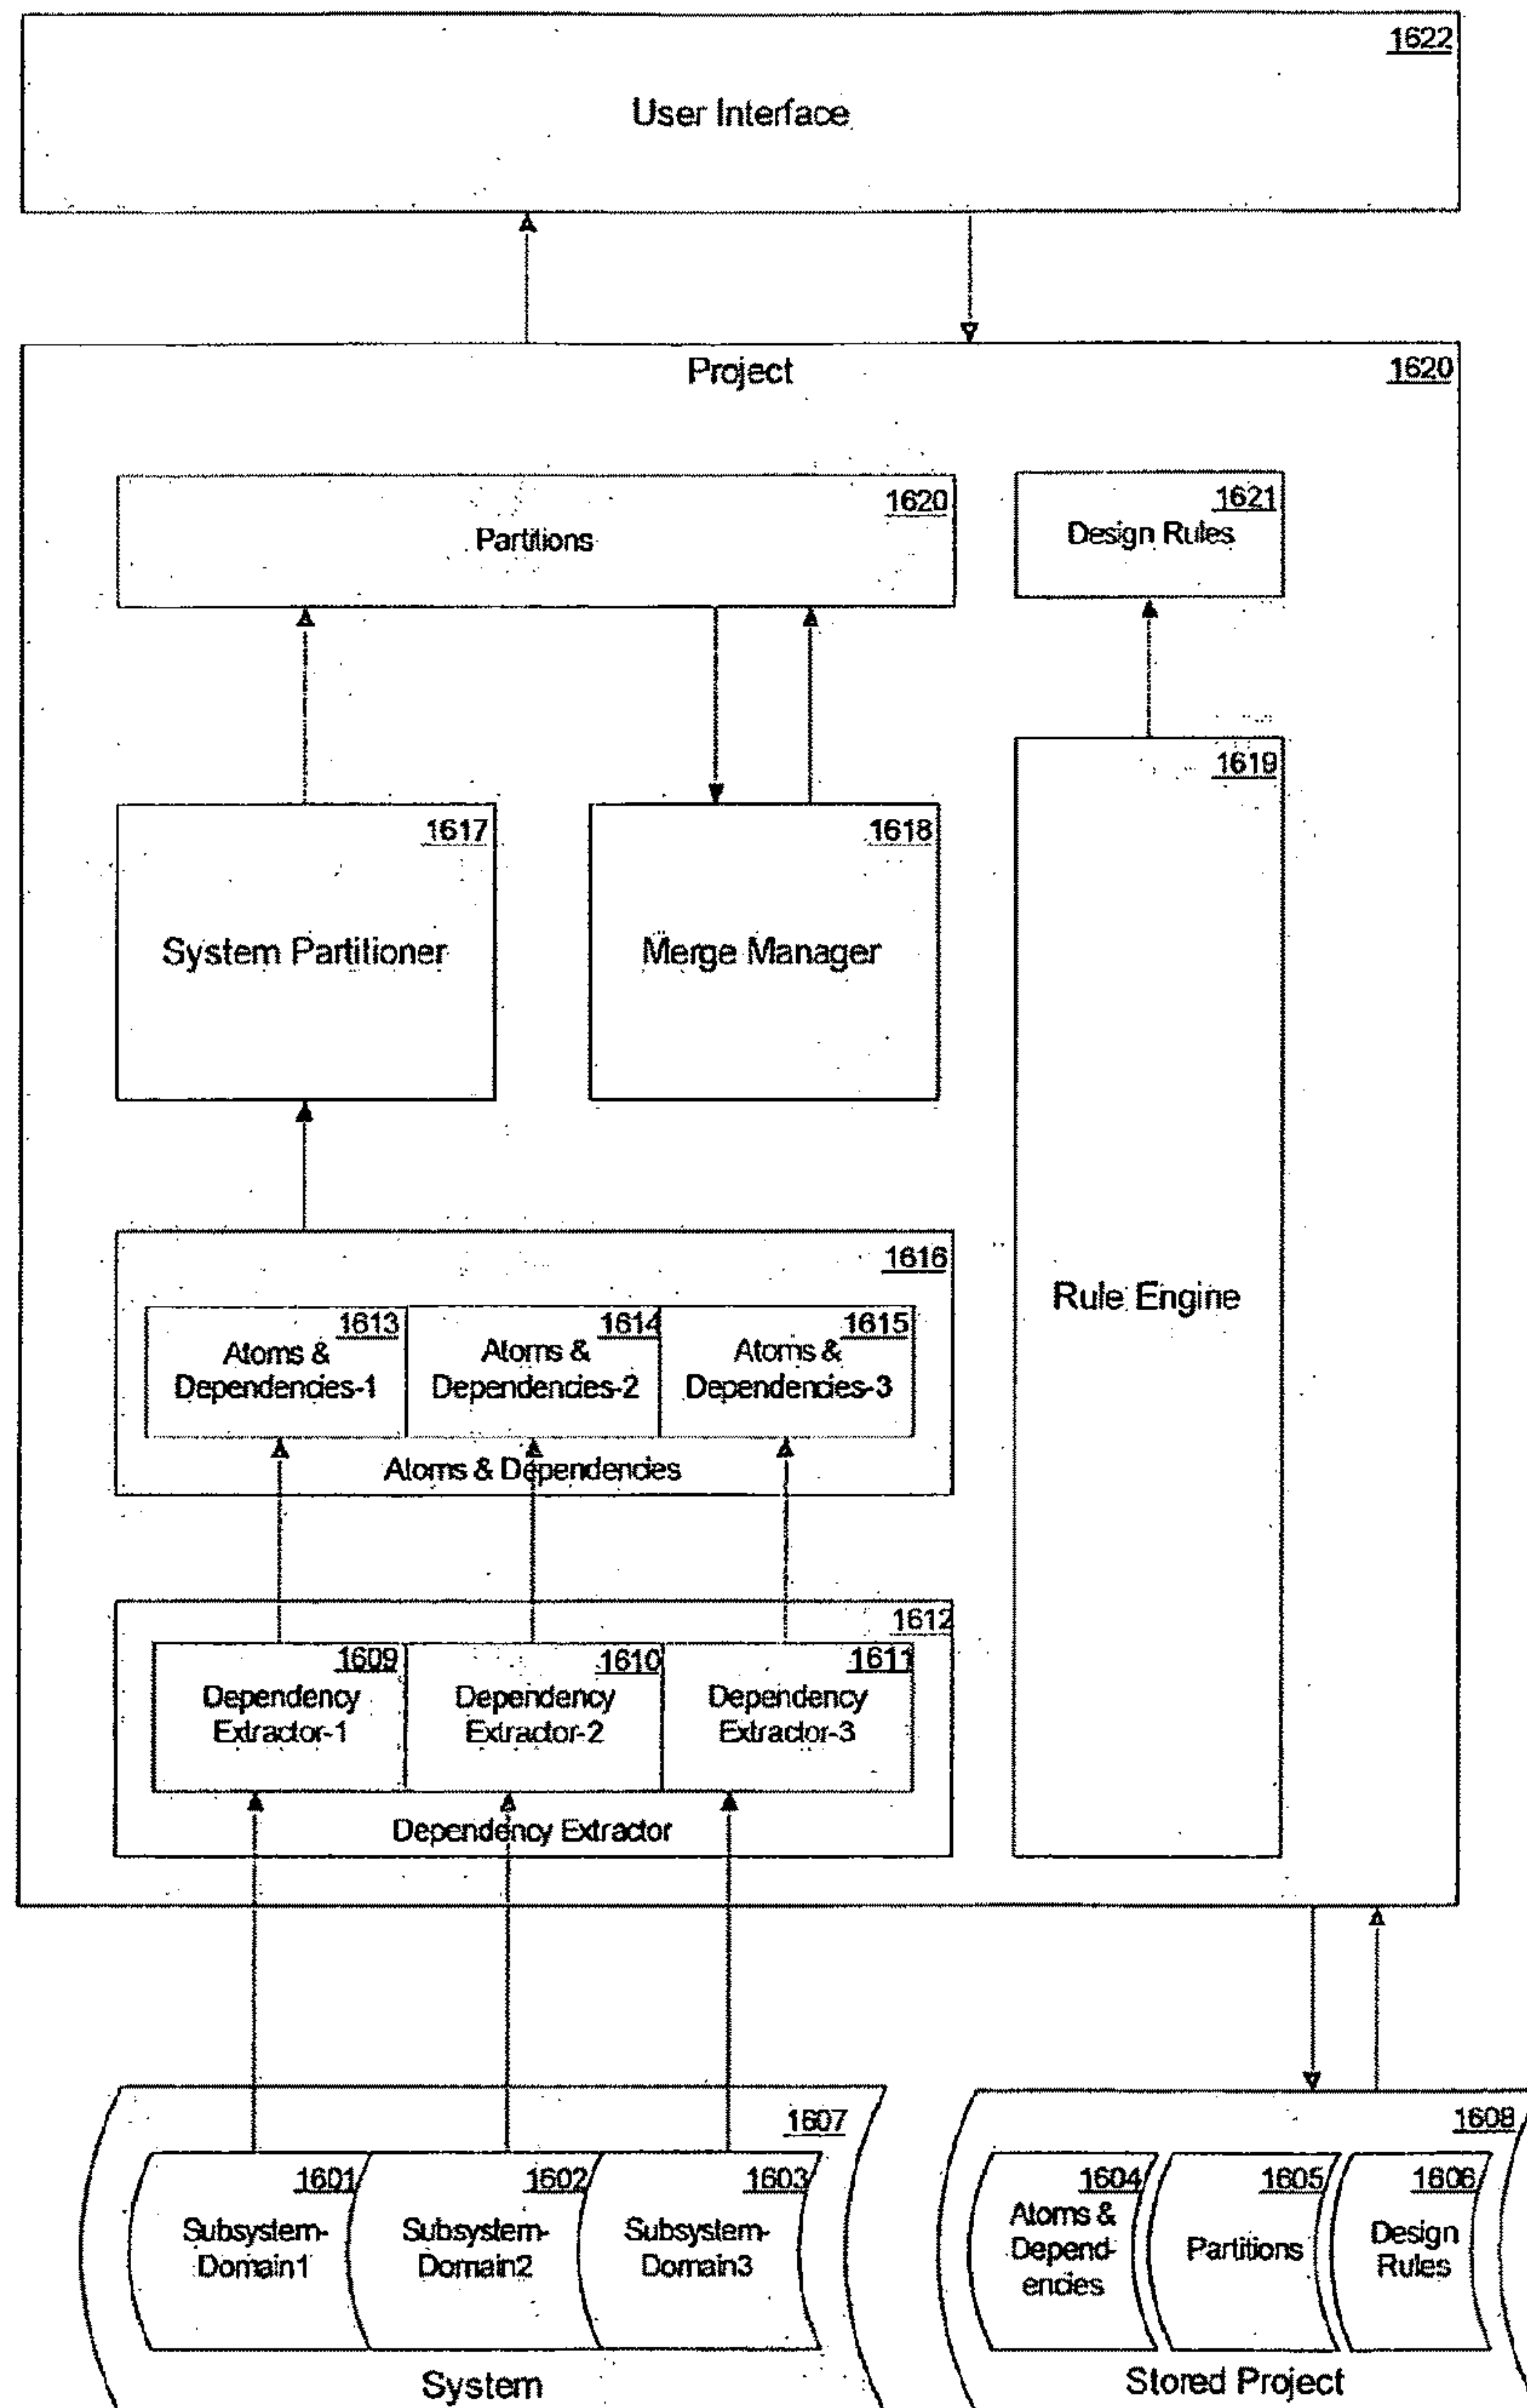 1622
User Interface
Project
1620
1620
Partitions
1621
Design Rules
1617
System Partitioner
1618
Merge Manager
1619
Rule Engine
1616
1613
Atoms &
Dependencies-1
1614
Atoms &
Dependencies-2
1615
Atoms &
Dependencies-3
Atoms & Dependencies
1612
1609
Dependency
Extractor-1
1610
Dependency
Extractor-2
1611
Dependency
Extractor-3
Dependency Extractor
1607
1601
Subsystem-
Domain1
1602
Subsystem-
Domain2
1603
Subsystem-
Domain3
System
1608
1604
Atoms &
Depend-
encies
1605
Partitions
1606
Design
Rules
Stored Project